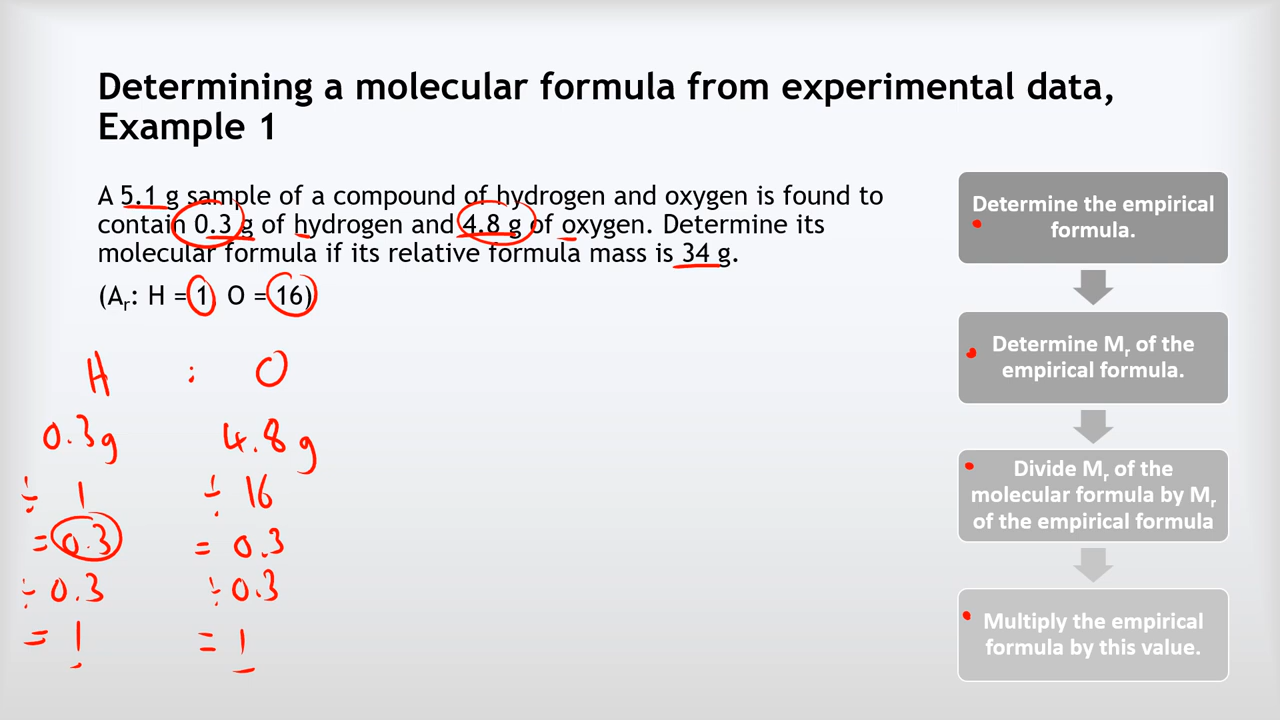 Determining a molecular formula from experimental data,
Example 1
A 5.1 g sample of a compound of hydrogen and oxygen is found to
contain 0.3 g of hydrogen and 4.8 g of oxygen. Determine its
molecular formula if its relative formula mass is 34 g.
(Ar: H = 1, O = 16)
H : O
0.3g 4.8g
÷ 1 ÷ 16
= 0.3 = 0.3
÷ 0.3 ÷ 0.3
= 1 = 1
Determine the empirical
formula.
Determine Mr of the
empirical formula.
Divide Mr of the
molecular formula by Mr
of the empirical formula
Multiply the empirical
formula by this value.